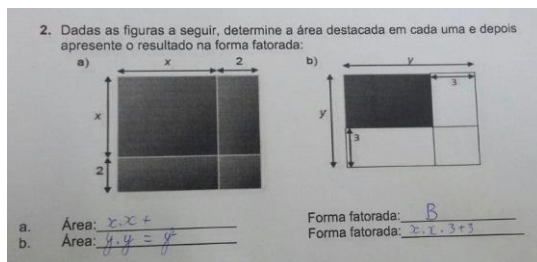 2. Dadas as figuras a seguir, determine a área destacada em cada uma e depois
apresente o resultado na forma fatorada:
a) x 2 b) y
3
x y
3
2
a. Área: x.x + Forma fatorada: B
b. Área: y.y = y² Forma fatorada: x.x.3+3